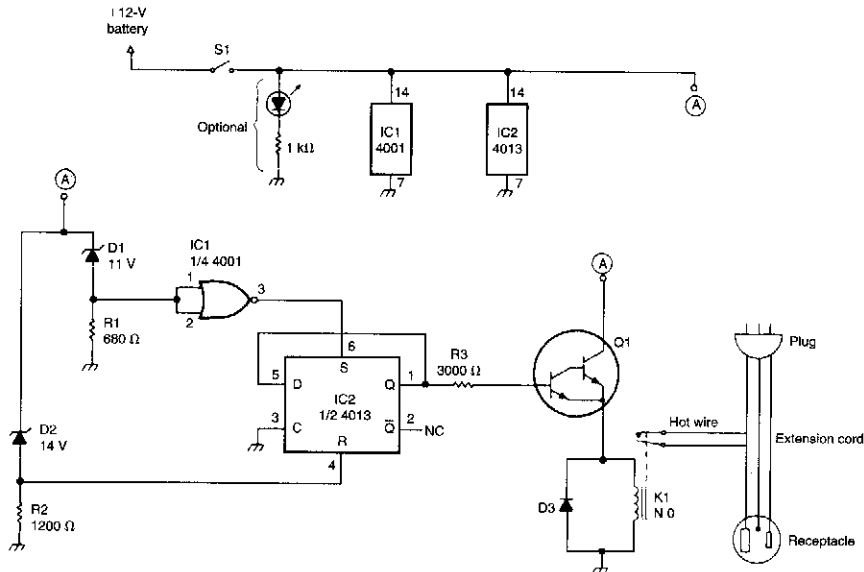 +12-V
battery
S1
Optional
1 kΩ
14
IC1
4001
7
14
IC2
4013
7
A
A
D1
11 V
R1
680 Ω
IC1
1/4 4001
1
2
3
6
5
D
S
Q
1
IC2
1/2 4013
3
C
Q
2
NC
R
4
D2
14 V
R2
1200 Ω
R3
3000 Ω
A
Q1
D3
K1
N O
Hot wire
Plug
Extension cord
Receptacle